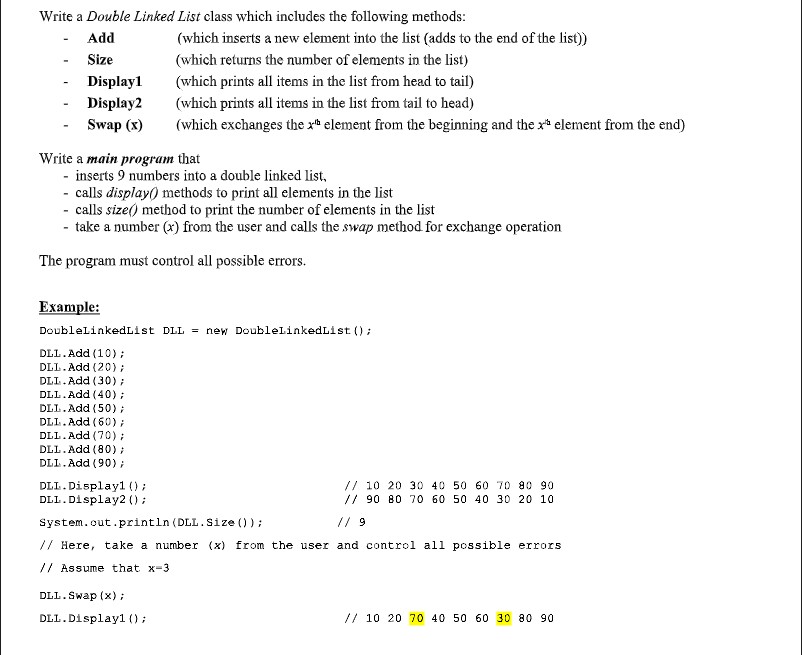 Write a Double Linked List class which includes the following methods:
- Add (which inserts a new element into the list (adds to the end of the list))
- Size (which returns the number of elements in the list)
- Display1 (which prints all items in the list from head to tail)
- Display2 (which prints all items in the list from tail to head)
- Swap (x) (which exchanges the xᵗʰ element from the beginning and the xᵗʰ element from the end)
Write a main program that
- inserts 9 numbers into a double linked list,
- calls display() methods to print all elements in the list
- calls size() method to print the number of elements in the list
- take a number (x) from the user and calls the swap method for exchange operation
The program must control all possible errors.
Example:
DoubleLinkedList DLL = new DoubleLinkedList();
DLL.Add(10);
DLL.Add(20);
DLL.Add(30);
DLL.Add(40);
DLL.Add(50);
DLL.Add(60);
DLL.Add(70);
DLL.Add(80);
DLL.Add(90);
DLL.Display1(); // 10 20 30 40 50 60 70 80 90
DLL.Display2(); // 90 80 70 60 50 40 30 20 10
System.out.println(DLL.Size()); // 9
// Here, take a number (x) from the user and control all possible errors
// Assume that x=3
DLL.Swap(x);
DLL.Display1(); // 10 20 70 40 50 60 30 80 90